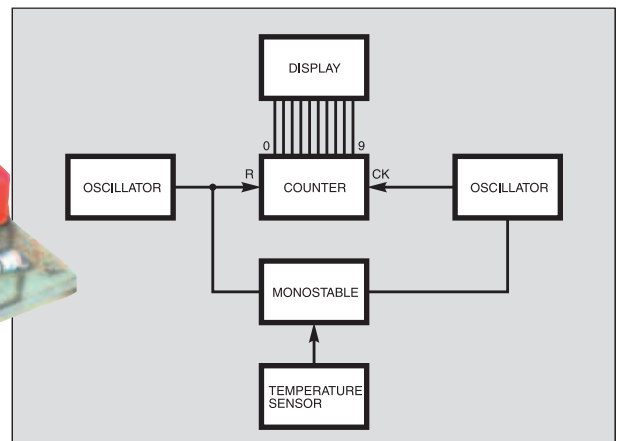 DISPLAY
0 9
OSCILLATOR
R
COUNTER
CK
OSCILLATOR
MONOSTABLE
TEMPERATURE
SENSOR